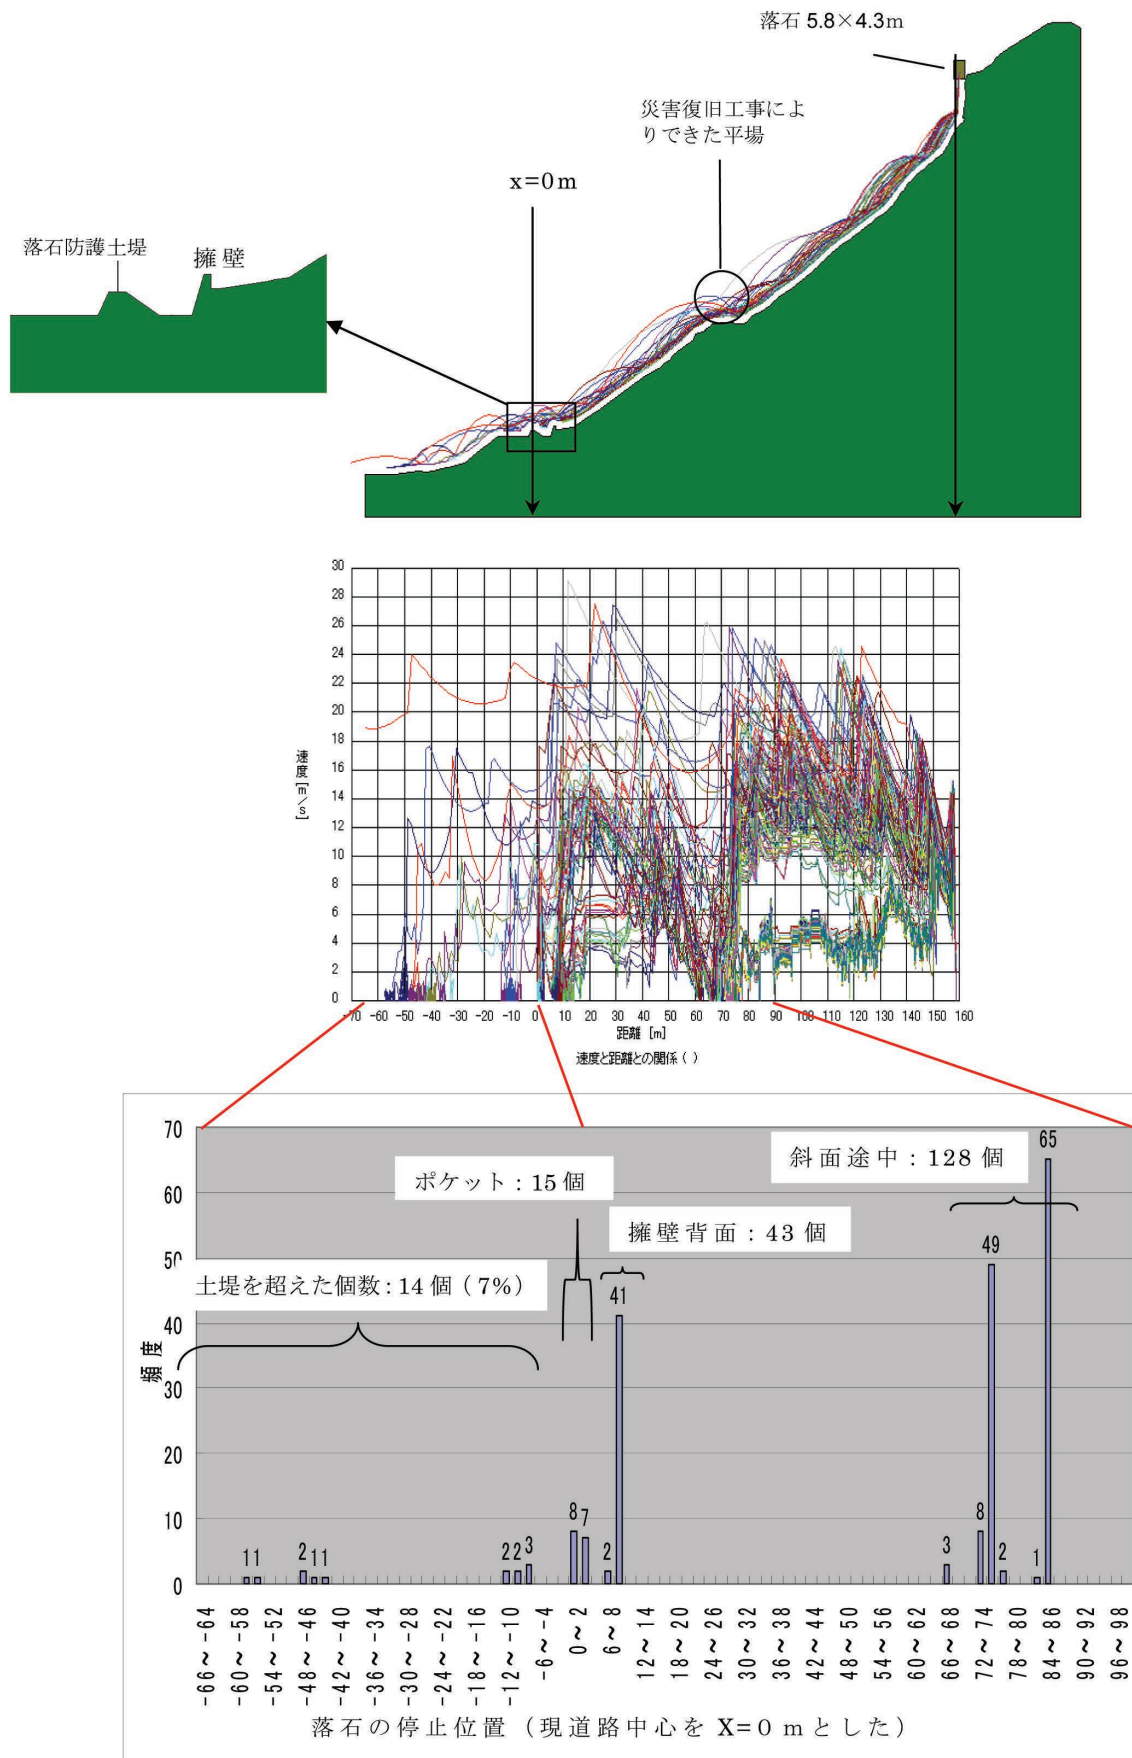 落石 5.8×4.3m
災害復旧工事によ
りできた平場
x=0m
落石防護土堤
擁壁
30
28
26
24
22
20
18
16
14
12
10
8
6
4
2
0
速度[m/s]
-70 -60 -50 -40 -30 -20 -10 0 10 20 30 40 50 60 70 80 90 100 110 120 130 140 150 160
距離 [m]
速度と距離との関係( )
70
60
50
40
30
20
10
0
頻度
斜面途中：128個
ポケット：15個
擁壁背面：43個
土堤を超えた個数：14個（7%）
1 1 2 1 1 2 2 3 8 7 2 41 3 8 49 2 1 65
-66～-64 -60～-58 -54～-52 -48～-46 -42～-40 -36～-34 -30～-28 -24～-22 -18～-16 -12～-10 -6～-4 0～2 6～8 12～14 18～20 24～26 30～32 36～38 42～44 48～50 54～56 60～62 66～68 72～74 78～80 84～86 90～92 96～98
落石の停止位置（現道路中心をX=0 mとした）